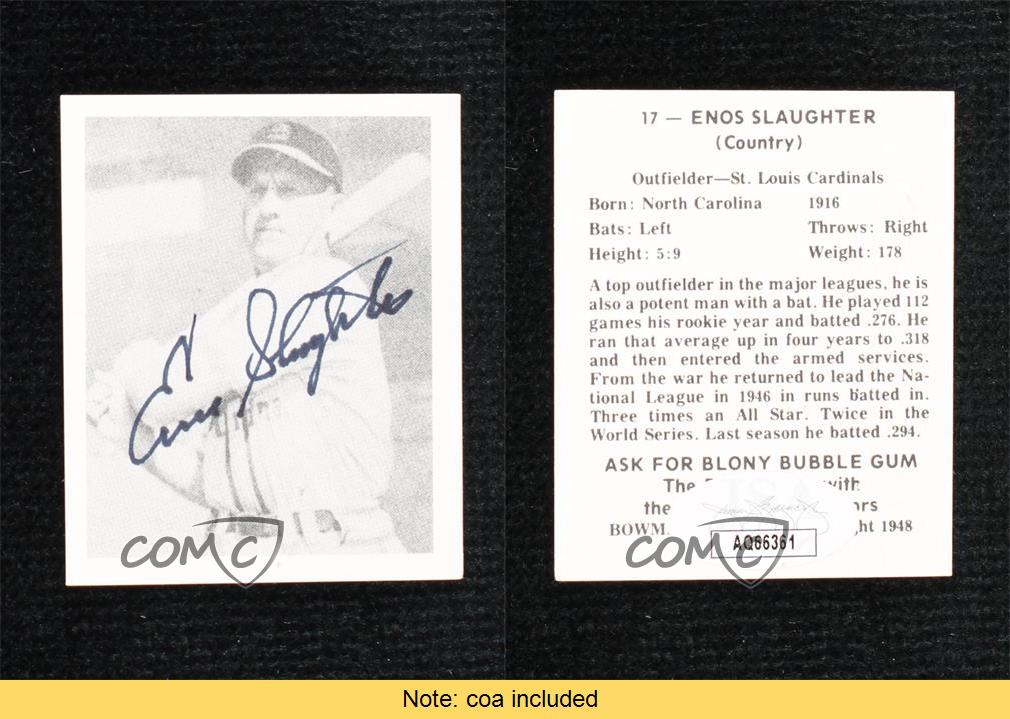 Enos Slaughter
COMC
17 — ENOS SLAUGHTER
(Country)
Outfielder—St. Louis Cardinals
Born: North Carolina 1916
Bats: Left Throws: Right
Height: 5:9 Weight: 178
A top outfielder in the major leagues, he is
also a potent man with a bat. He played 112
games his rookie year and batted .276. He
ran that average up in four years to .318
and then entered the armed services.
From the war he returned to lead the Na-
tional League in 1946 in runs batted in.
Three times an All Star. Twice in the
World Series. Last season he batted .294.
ASK FOR BLONY BUBBLE GUM
The with
the ors
BOWM ght 1948
JSA
COMC
AQ66361
Note: coa included